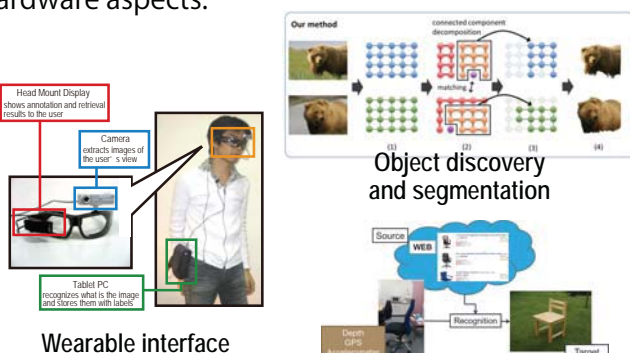 ardware aspects.
Head Mount Display
shows annotation and retrieval
results to the user
Camera
extracts images of
the user's view
Tablet PC
recognizes what is the image
and stores them with labels
Wearable interface
Our method
connected component
decomposition
matching
(1) (2) (3) (4)
Object discovery
and segmentation
Source
WEB
Recognition
Depth
GPS
Target